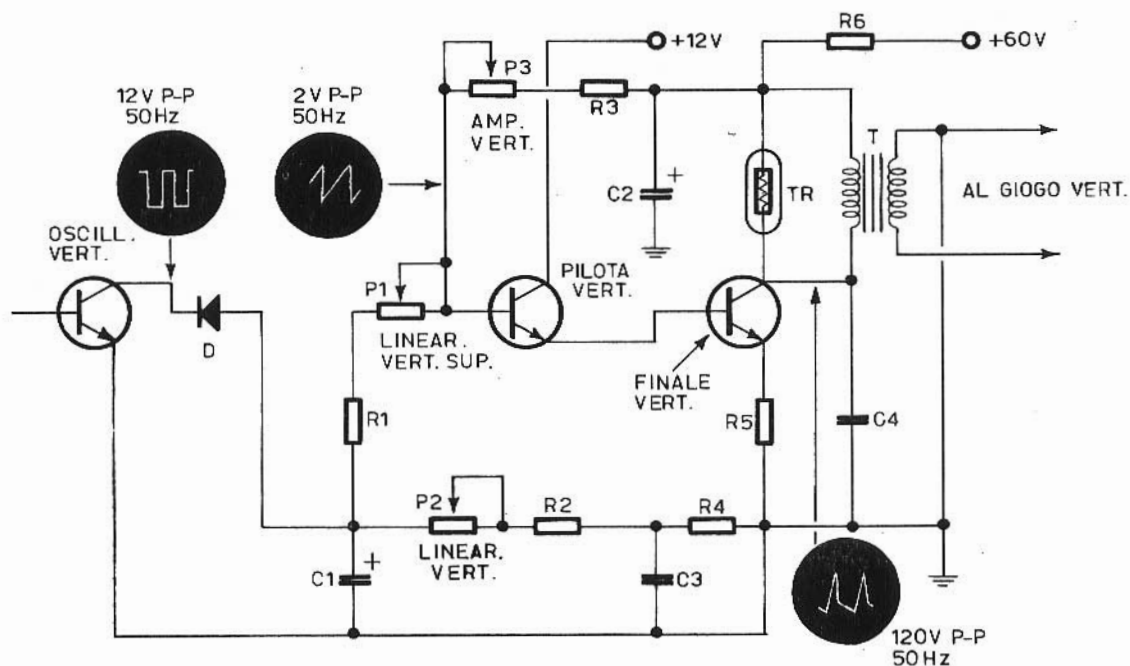 R6
+12V
+60V
P3
12V P-P
50Hz
2V P-P
50Hz
R3
AMP.
VERT.
T
C2
+
TR
AL GIOGO VERT.
OSCILL.
VERT.
P1
PILOTA
VERT.
D
LINEAR.
VERT. SUP.
FINALE
VERT.
R1
R5
C4
P2
R2
R4
LINEAR.
VERT.
C1
+
C3
120V P-P
50Hz